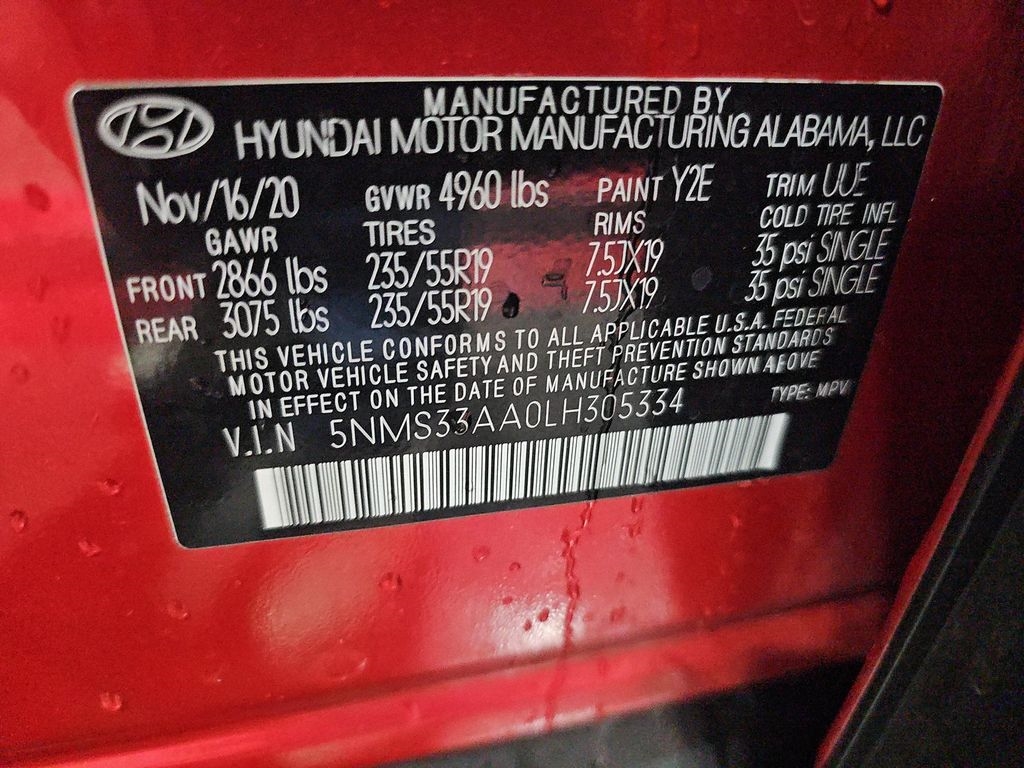 MANUFACTURED BY
HYUNDAI MOTOR MANUFACTURING ALABAMA, LLC
Nov/16/20 GVWR 4960 lbs PAINT Y2E TRIM UUE
GAWR TIRES RIMS COLD TIRE INFL
FRONT 2866 lbs 235/55R19 7.5JX19 35 psi SINGLE
REAR 3075 lbs 235/55R19 7.5JX19 35 psi SINGLE
THIS VEHICLE CONFORMS TO ALL APPLICABLE U.S.A. FEDERAL
MOTOR VEHICLE SAFETY AND THEFT PREVENTION STANDARDS
IN EFFECT ON THE DATE OF MANUFACTURE SHOWN ABOVE
V.I.N 5NMS33AA0LH305334 TYPE: MPV